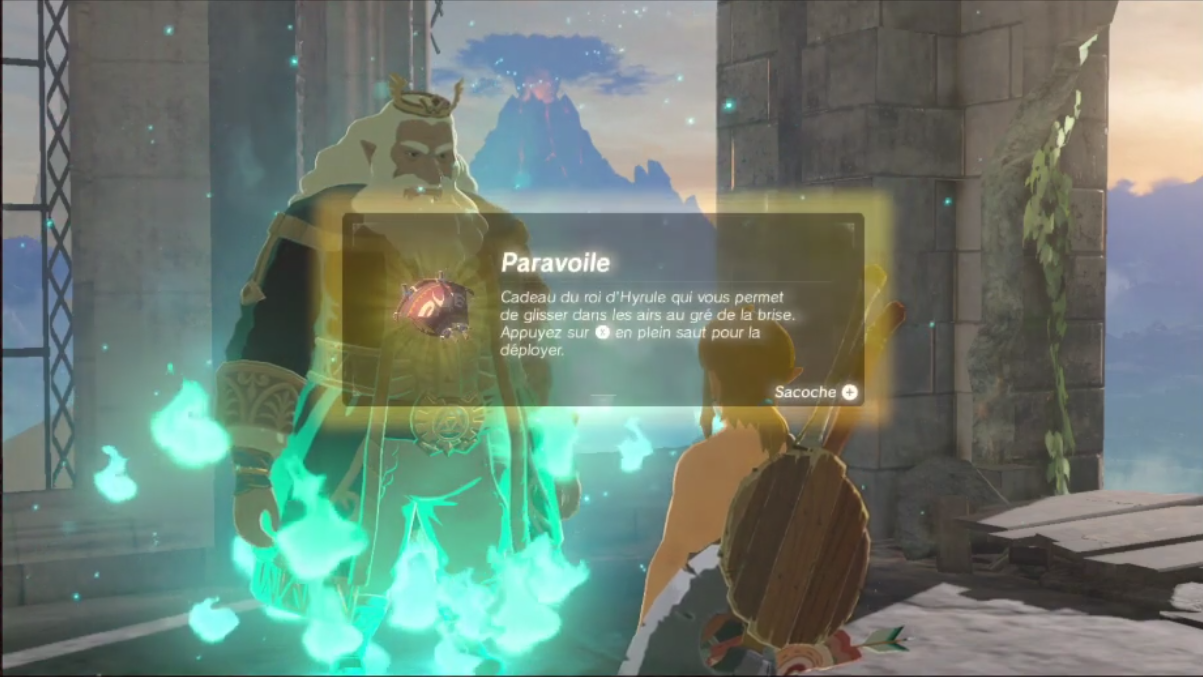 Paravoile
Cadeau du roi d'Hyrule qui vous permet
de glisser dans les airs au gré de la brise.
Appuyez sur X en plein saut pour la
déployer.
Sacoche +